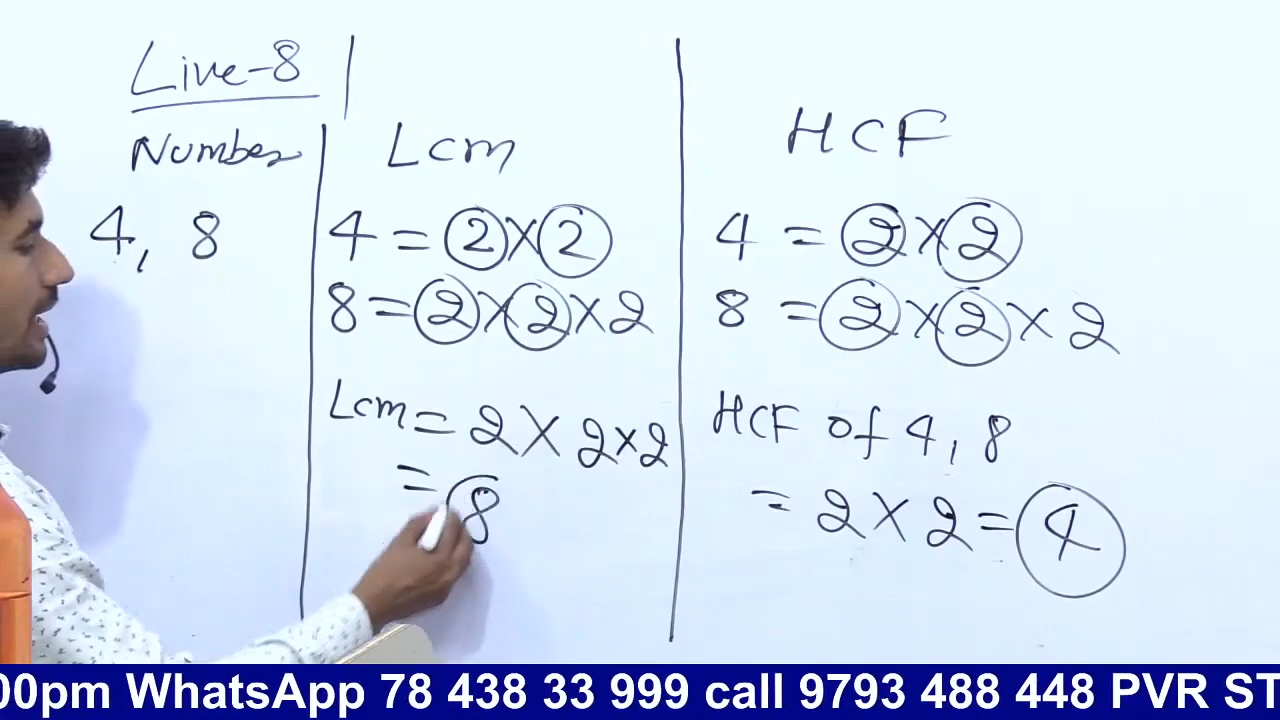 Live-8
Number
4, 8
Lcm
4 = 2×2
8 = 2×2×2
Lcm = 2×2×2
= 8
HCF
4 = 2×2
8 = 2×2×2
HCF of 4, 8
= 2×2 = 4
00pm WhatsApp 78 438 33 999 call 9793 488 448 PVR ST